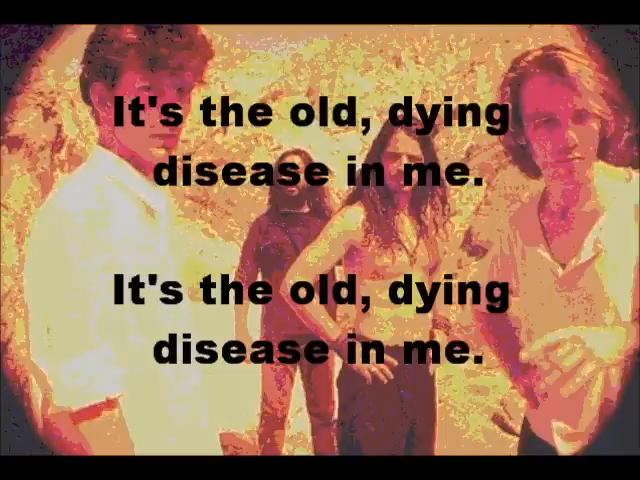 It's the old, dying
disease in me.
It's the old, dying
disease in me.